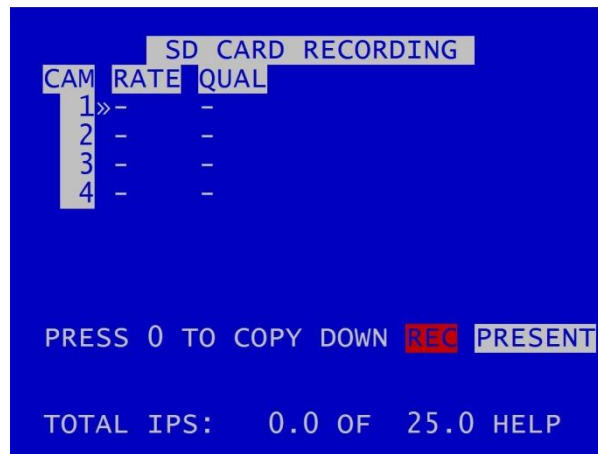 SD CARD RECORDING
CAM RATE QUAL
1»- -
2 - -
3 - -
4 - -
PRESS 0 TO COPY DOWN REC PRESENT
TOTAL IPS: 0.0 OF 25.0 HELP